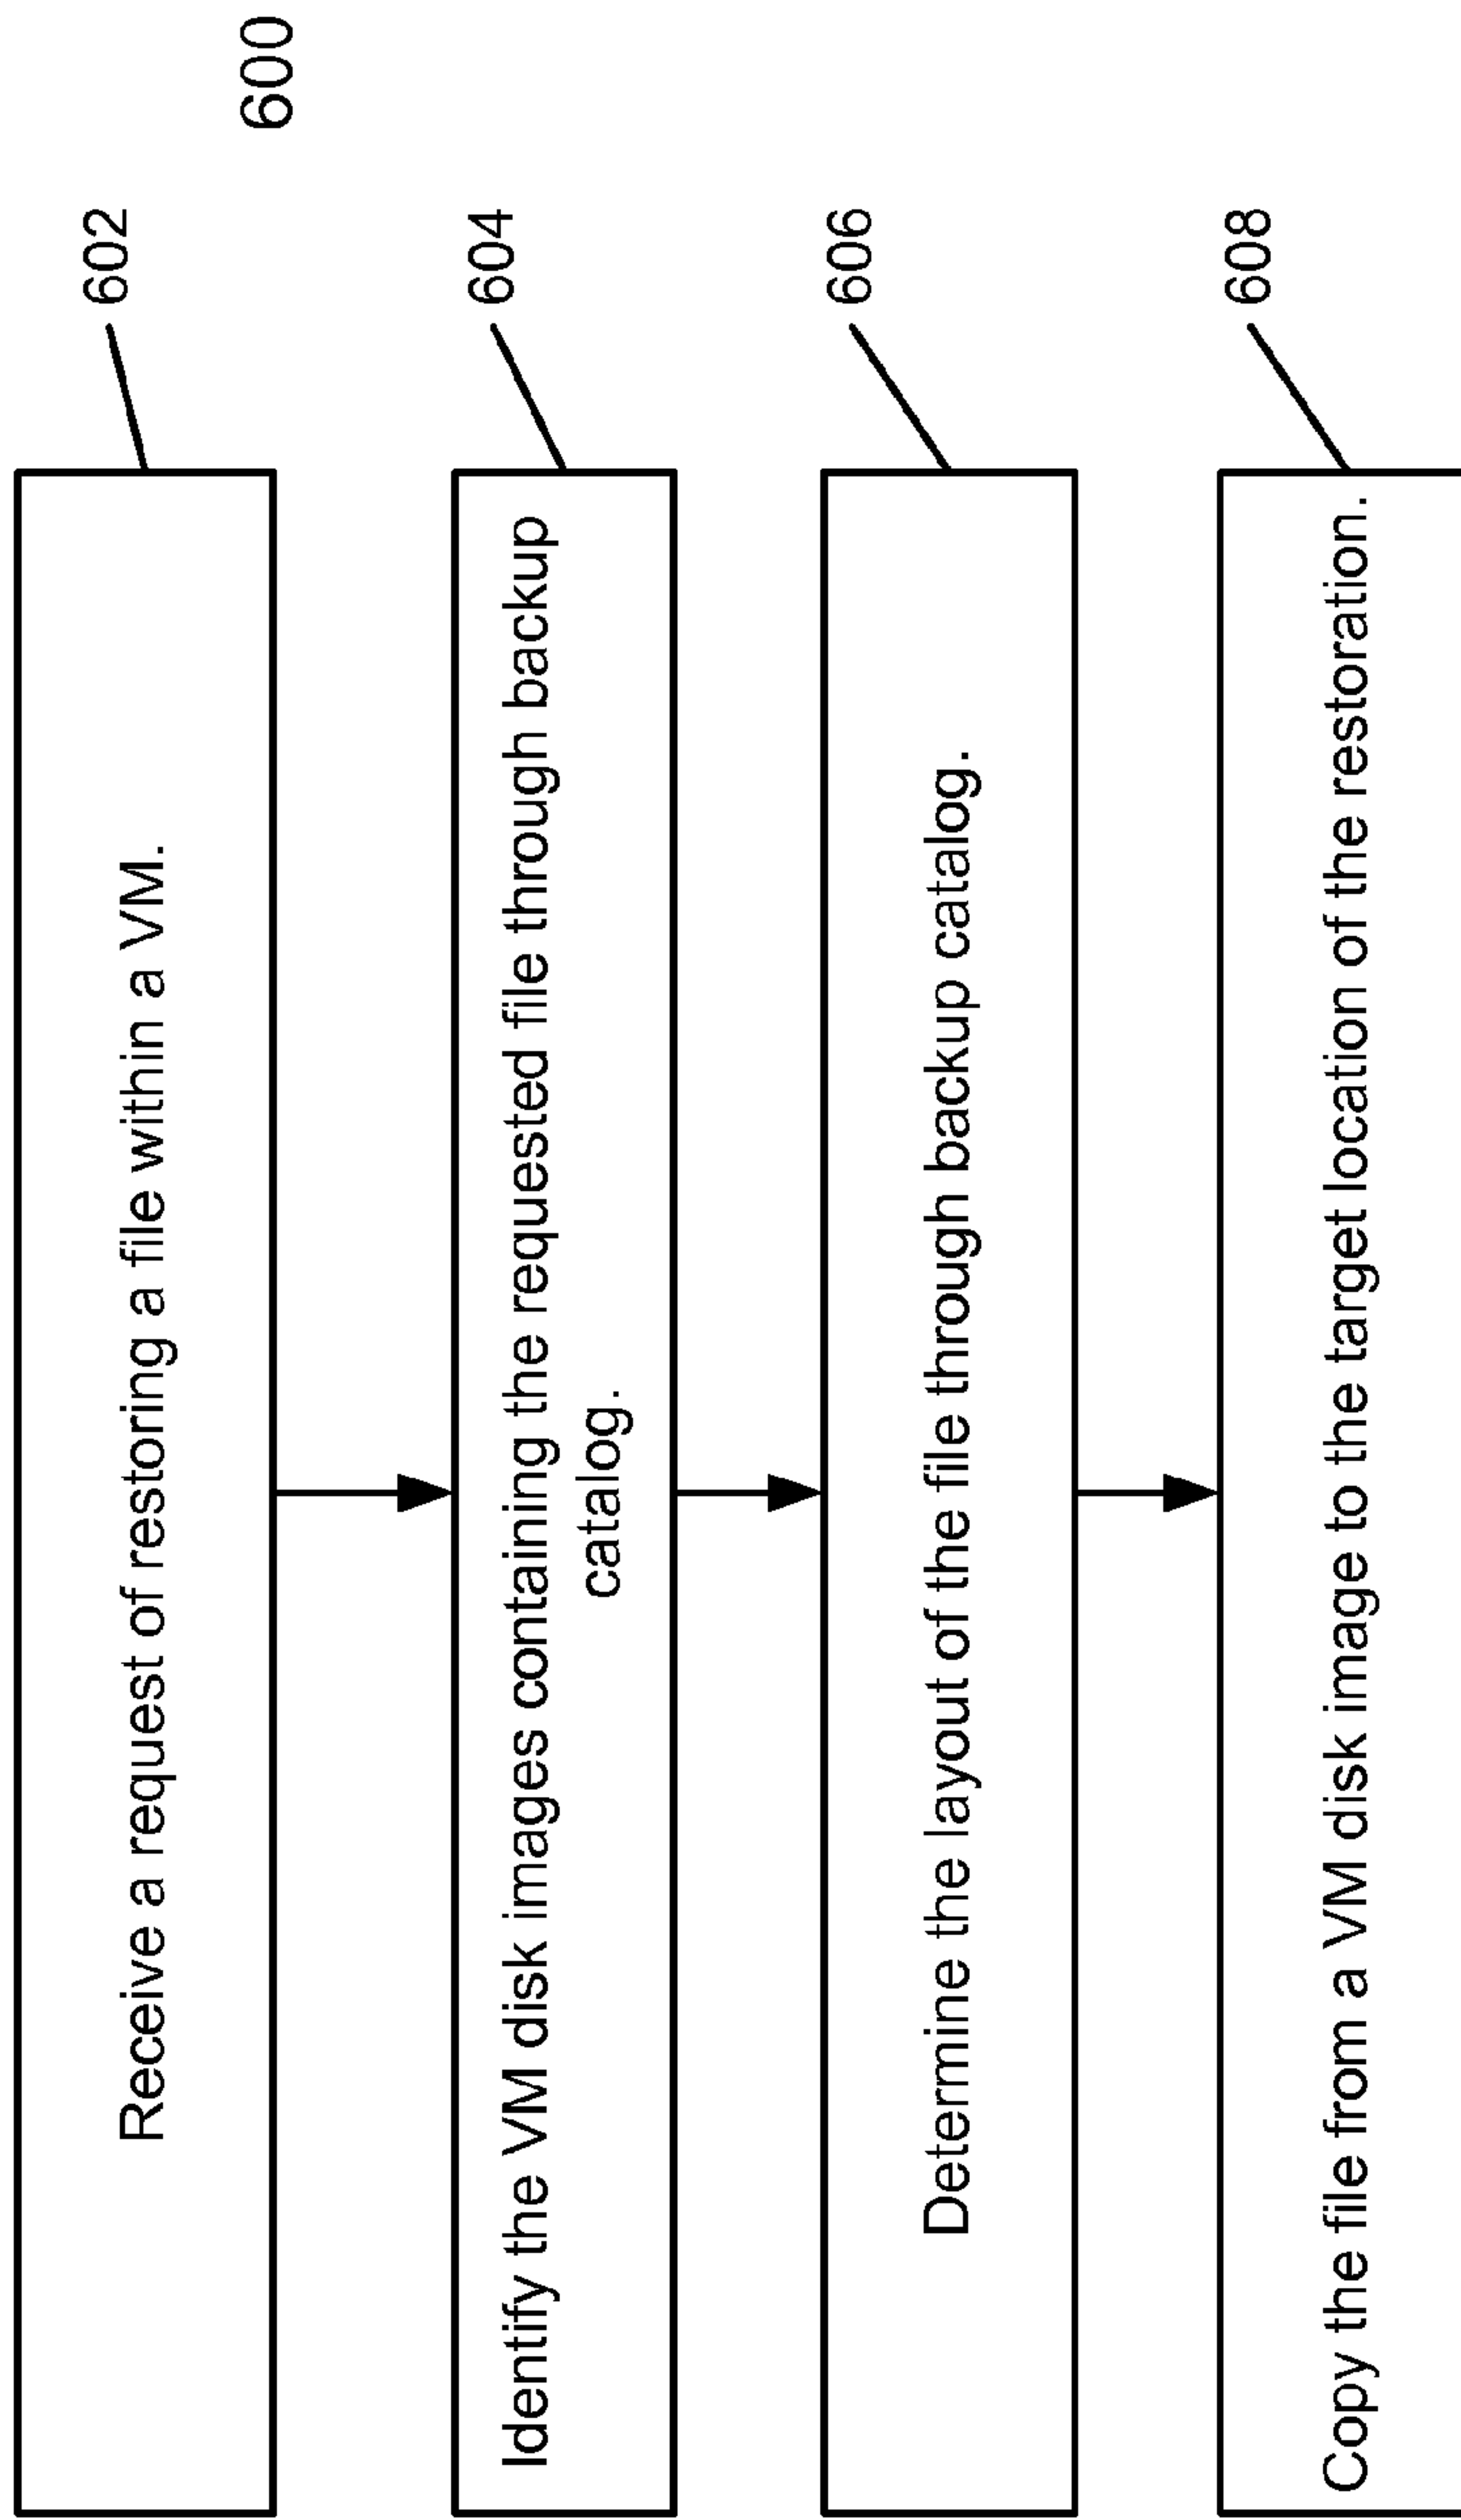 600
602
Receive a request of restoring a file within a VM.
604
Identify the VM disk images containing the requested file through backup
catalog.
606
Determine the layout of the file through backup catalog.
608
Copy the file from a VM disk image to the target location of the restoration.